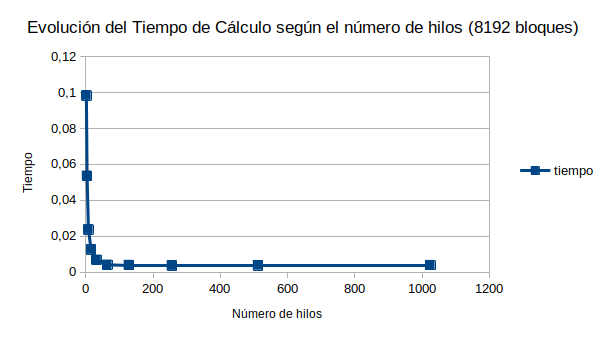 Evolución del Tiempo de Cálculo según el número de hilos (8192 bloques)
0,12
0,1
0,08
0,06
0,04
0,02
0
Tiempo
tiempo
0 200 400 600 800 1000 1200
Número de hilos